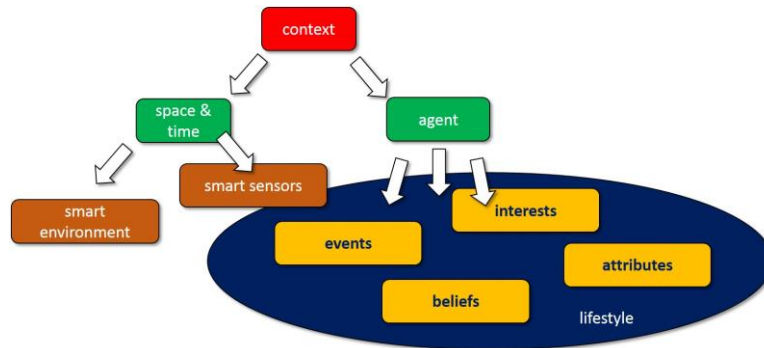 context
space &
time
agent
smart sensors
smart
environment
interests
events
attributes
beliefs
lifestyle